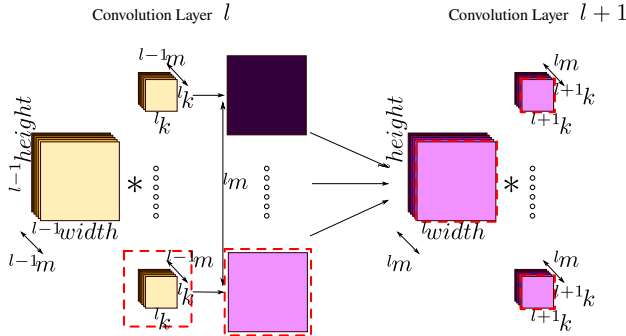 Convolution Layer l
Convolution Layer l + 1
l−1m
lk
lk
l−1height
l−1width
l−1m
*
lm
l−1m
lk
lk
lheight
lwidth
lm
*
lm
l+1k
l+1k
lm
l+1k
l+1k